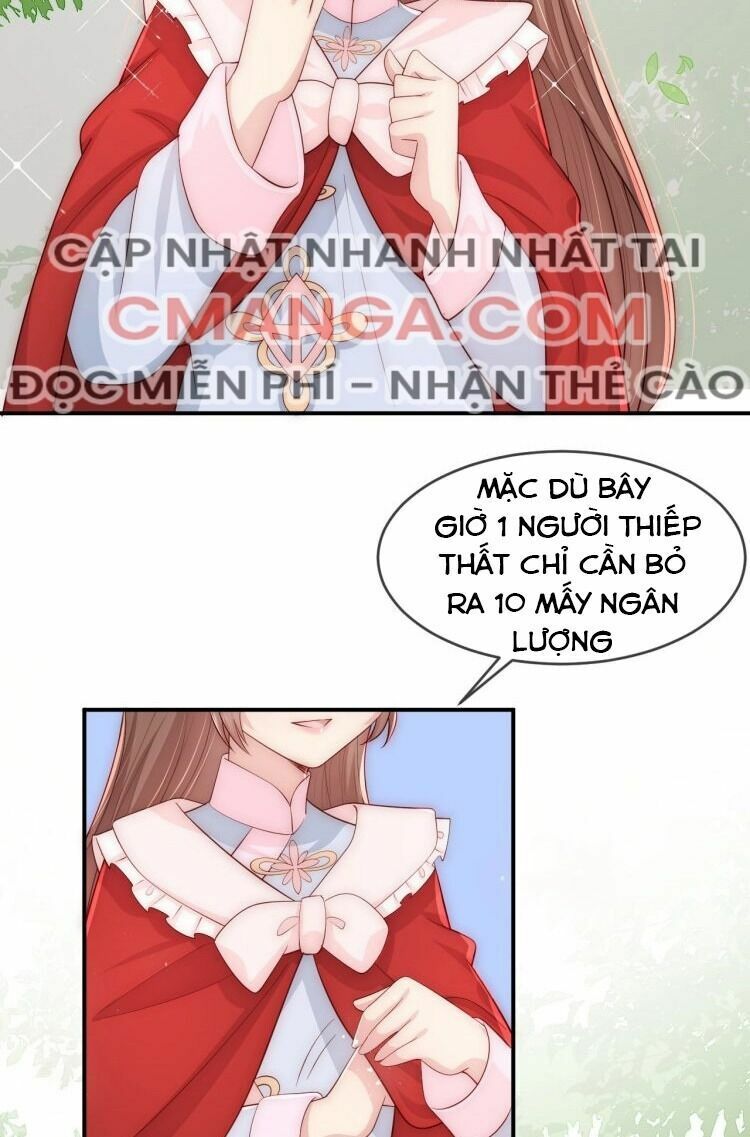 CẬP NHẬT NHANH NHẤT TẠI
CMANGA.COM
ĐỌC MIỄN PHÍ - NHẬN THẺ CÀO
MẶC DÙ BÂY
GIỜ 1 NGƯỜI THIẾP
THẤT CHỈ CẦN BỎ
RA 10 MẤY NGÂN
LƯỢNG